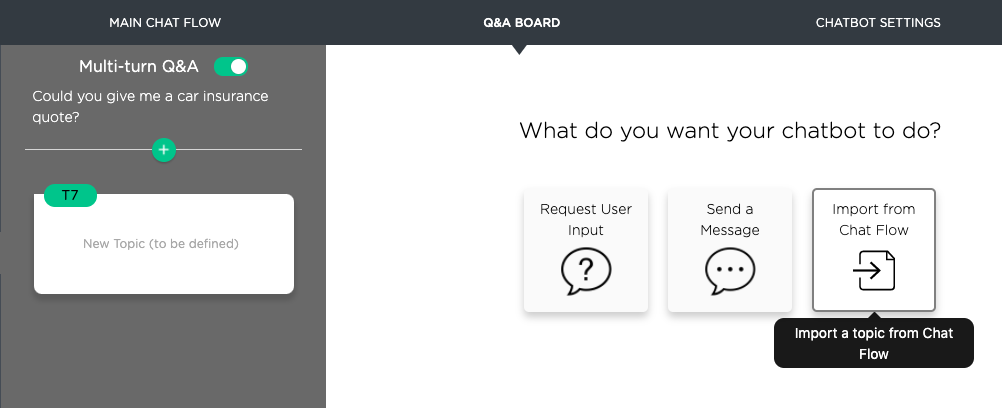 MAIN CHAT FLOW
Q&A BOARD
CHATBOT SETTINGS
Multi-turn Q&A
Could you give me a car insurance
quote?
+
T7
New Topic (to be defined)
What do you want your chatbot to do?
Request User
Input
?
Send a
Message
Import from
Chat Flow
Import a topic from Chat
Flow